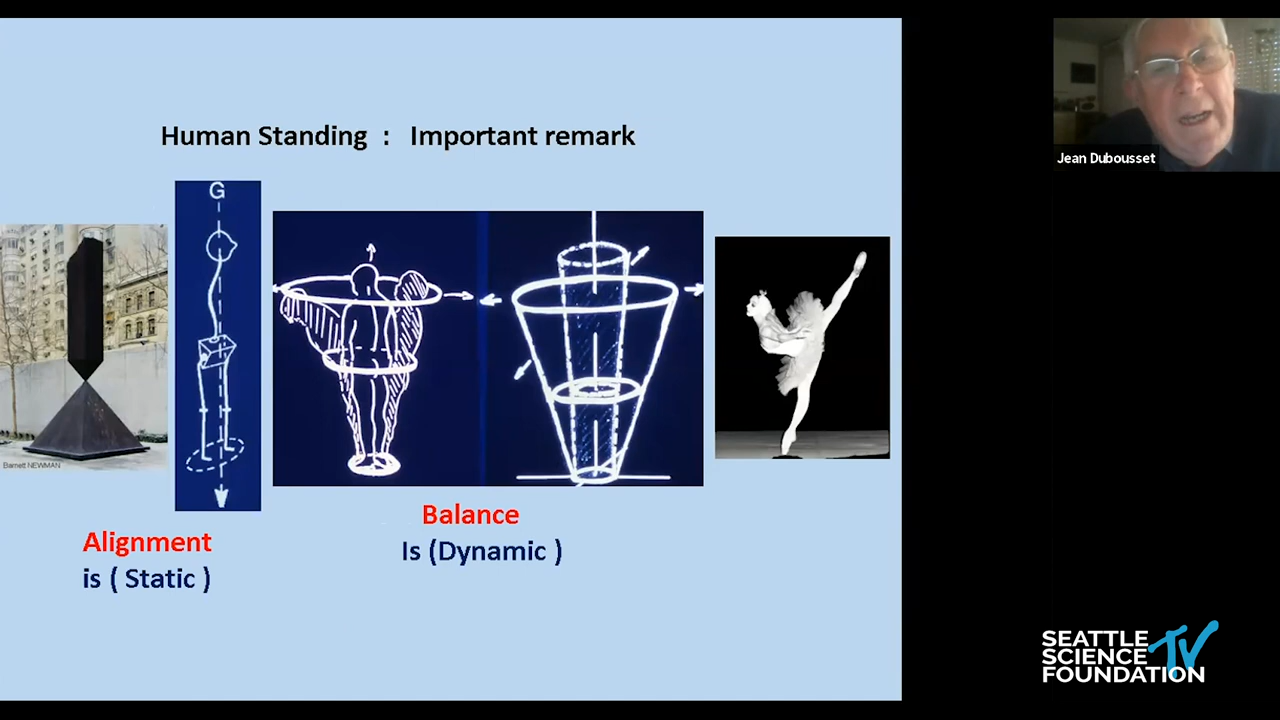 Human Standing : Important remark
G
Barnett NEWMAN
Alignment
is ( Static )
Balance
Is (Dynamic )
Jean Dubousset
SEATTLE
SCIENCE
FOUNDATION
TV